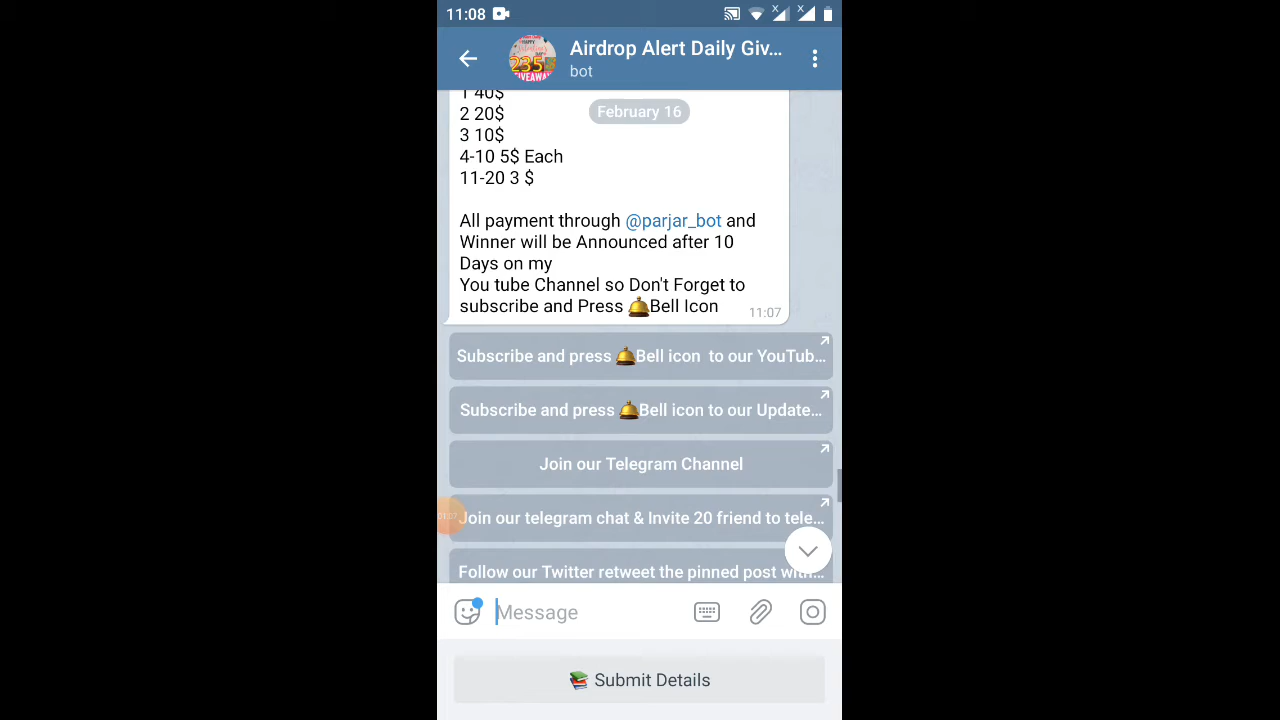 11:08
Airdrop Alert Daily Giv...
bot
235
GIVEAWA
1 40$
February 16
2 20$
3 10$
4-10 5$ Each
11-20 3 $
All payment through @parjar_bot and
Winner will be Announced after 10
Days on my
You tube Channel so Don't Forget to
subscribe and Press 🛎Bell Icon
11:07
Subscribe and press 🛎Bell icon to our YouTub...
Subscribe and press 🛎Bell icon to our Update...
Join our Telegram Channel
01:07
Join our telegram chat & Invite 20 friend to tele...
Follow our Twitter retweet the pinned post with...
Message
📚 Submit Details